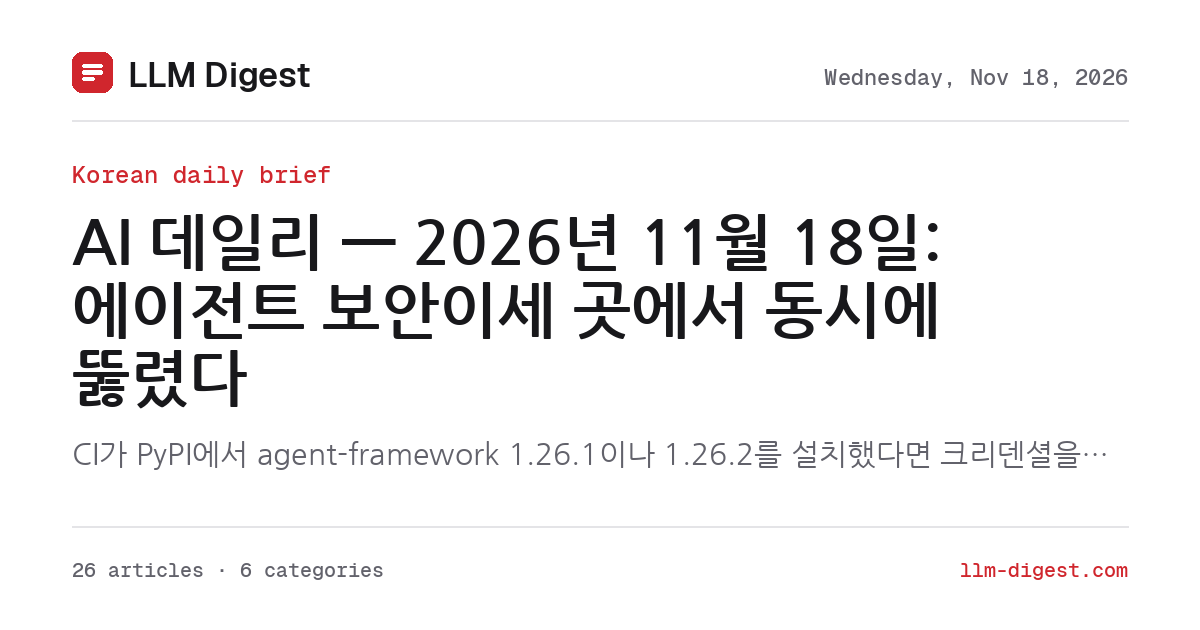 LLM Digest
Wednesday, Nov 18, 2026
Korean daily brief
AI 데일리 — 2026년 11월 18일:
에이전트 보안이세 곳에서 동시에
뚫렸다
CI가 PyPI에서 agent-framework 1.26.1이나 1.26.2를 설치했다면 크리덴셜을…
26 articles · 6 categories
llm-digest.com